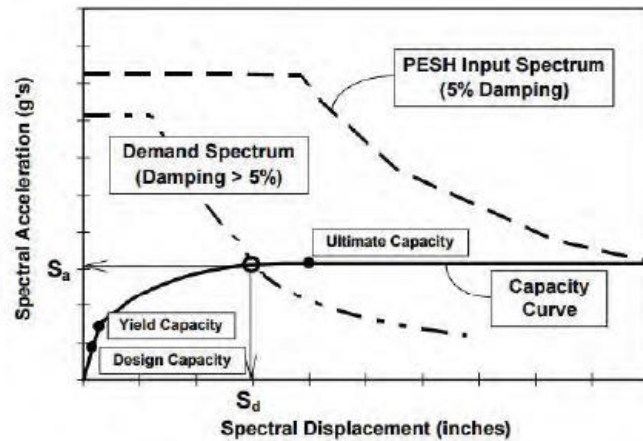 PESH Input Spectrum
(5% Damping)
Demand Spectrum
(Damping > 5%)
Ultimate Capacity
Sa
Capacity
Curve
Yield Capacity
Design Capacity
Sd
Spectral Displacement (inches)
Spectral Acceleration (g's)